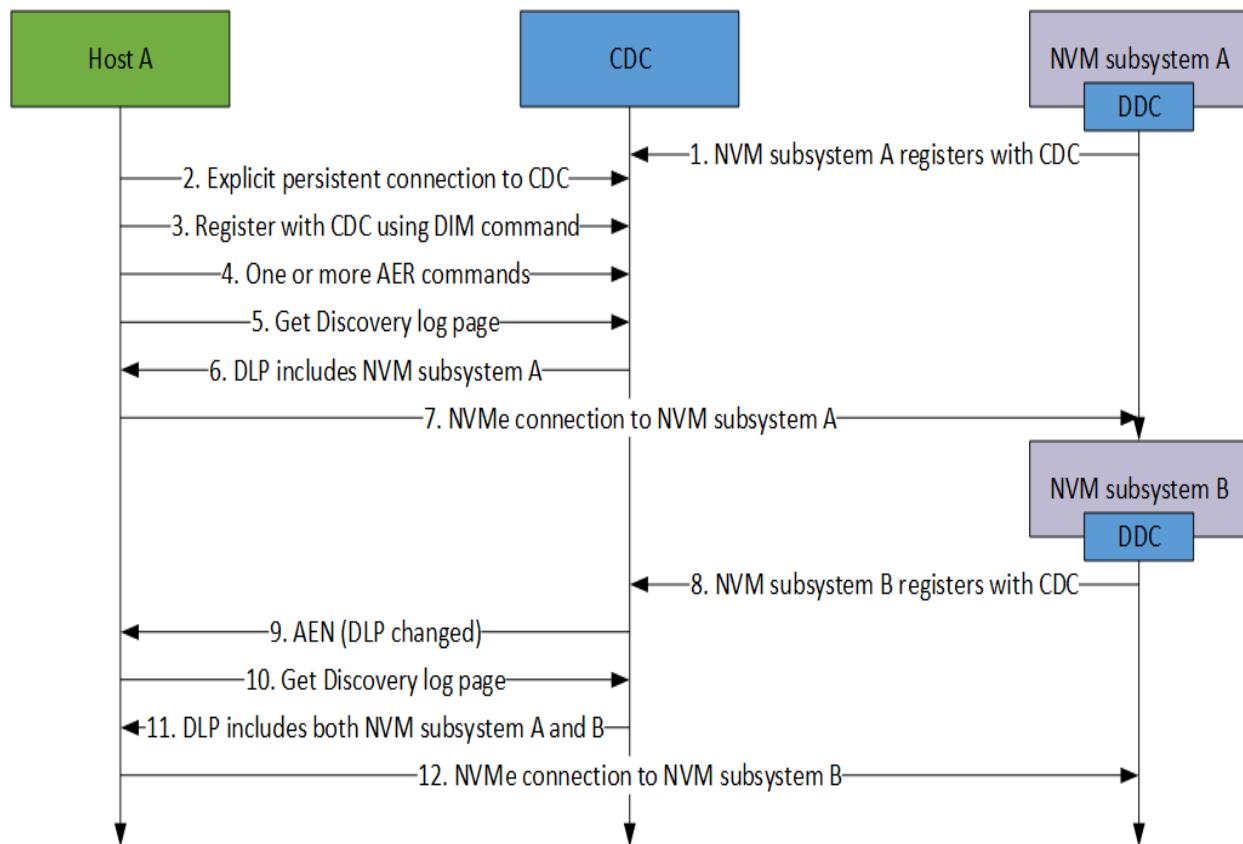 Host A
CDC
NVM subsystem A
DDC
1. NVM subsystem A registers with CDC
2. Explicit persistent connection to CDC
3. Register with CDC using DIM command
4. One or more AER commands
5. Get Discovery log page
6. DLP includes NVM subsystem A
7. NVMe connection to NVM subsystem A
NVM subsystem B
DDC
8. NVM subsystem B registers with CDC
9. AEN (DLP changed)
10. Get Discovery log page
11. DLP includes both NVM subsystem A and B
12. NVMe connection to NVM subsystem B